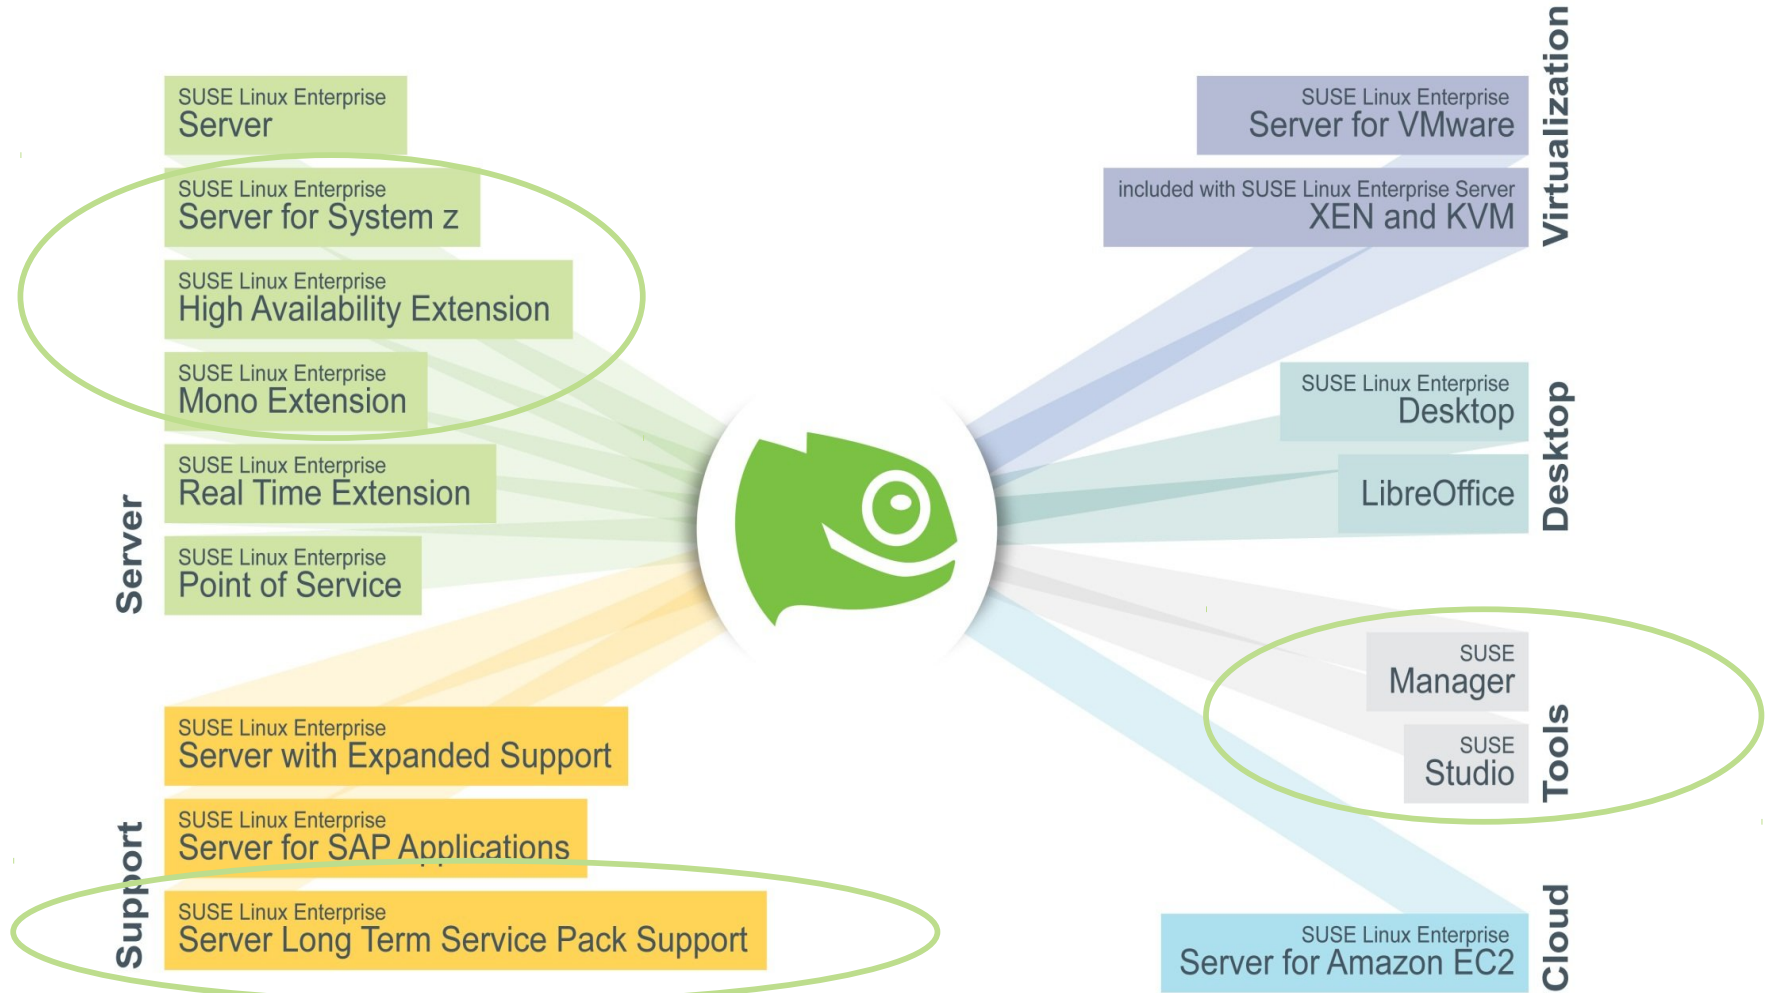 SUSE Linux Enterprise
Server
SUSE Linux Enterprise
Server for System z
SUSE Linux Enterprise
High Availability Extension
SUSE Linux Enterprise
Mono Extension
SUSE Linux Enterprise
Real Time Extension
SUSE Linux Enterprise
Point of Service
Server
SUSE Linux Enterprise
Server with Expanded Support
SUSE Linux Enterprise
Server for SAP Applications
SUSE Linux Enterprise
Server Long Term Service Pack Support
Support
SUSE Linux Enterprise
Server for VMware
included with SUSE Linux Enterprise Server
XEN and KVM
Virtualization
SUSE Linux Enterprise
Desktop
LibreOffice
Desktop
SUSE
Manager
SUSE
Studio
Tools
SUSE Linux Enterprise
Server for Amazon EC2
Cloud